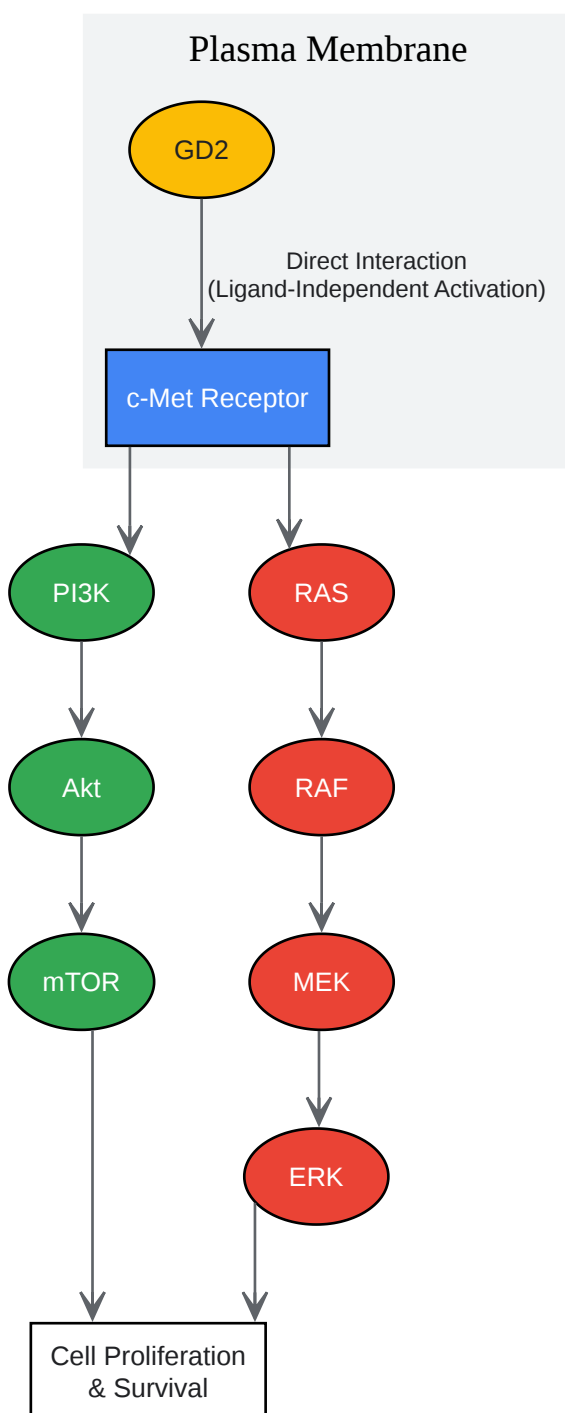 Plasma Membrane
GD2
Direct Interaction
(Ligand-Independent Activation)
c-Met Receptor
PI3K
RAS
Akt
RAF
mTOR
MEK
ERK
Cell Proliferation
& Survival